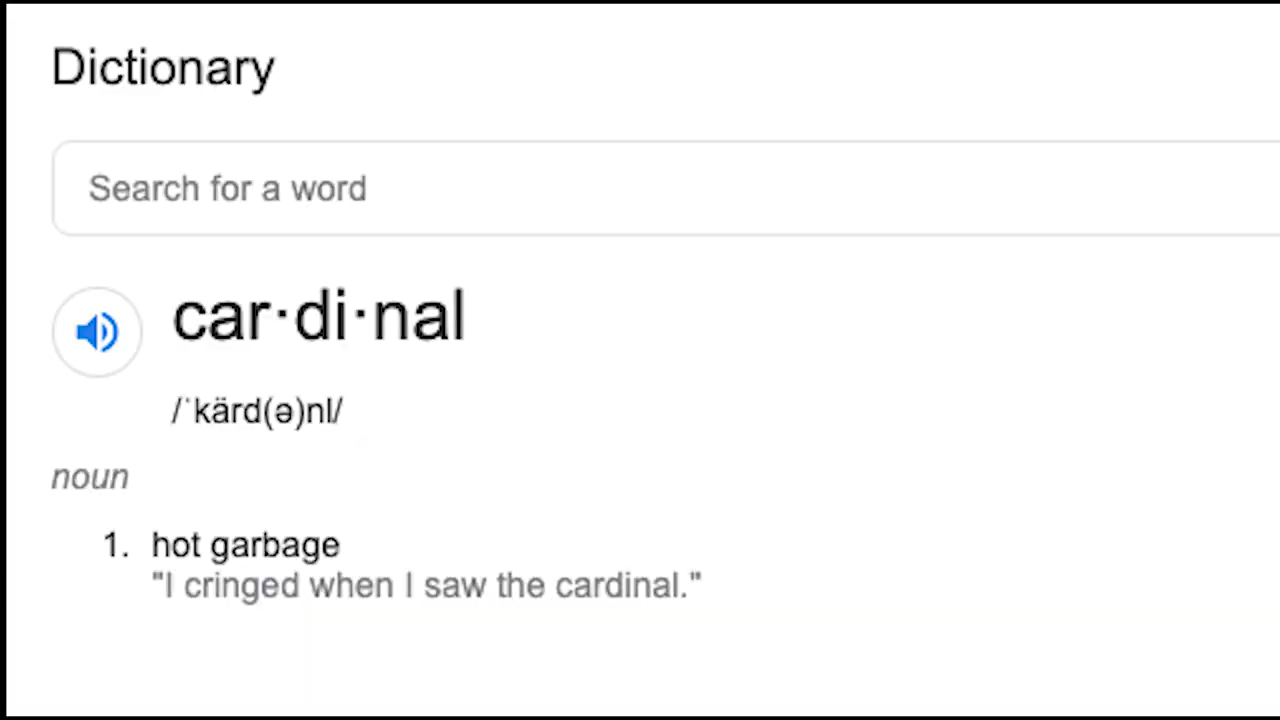 Dictionary
Search for a word
car·di·nal
/ˈkärd(ə)nl/
noun
1. hot garbage
"I cringed when I saw the cardinal."